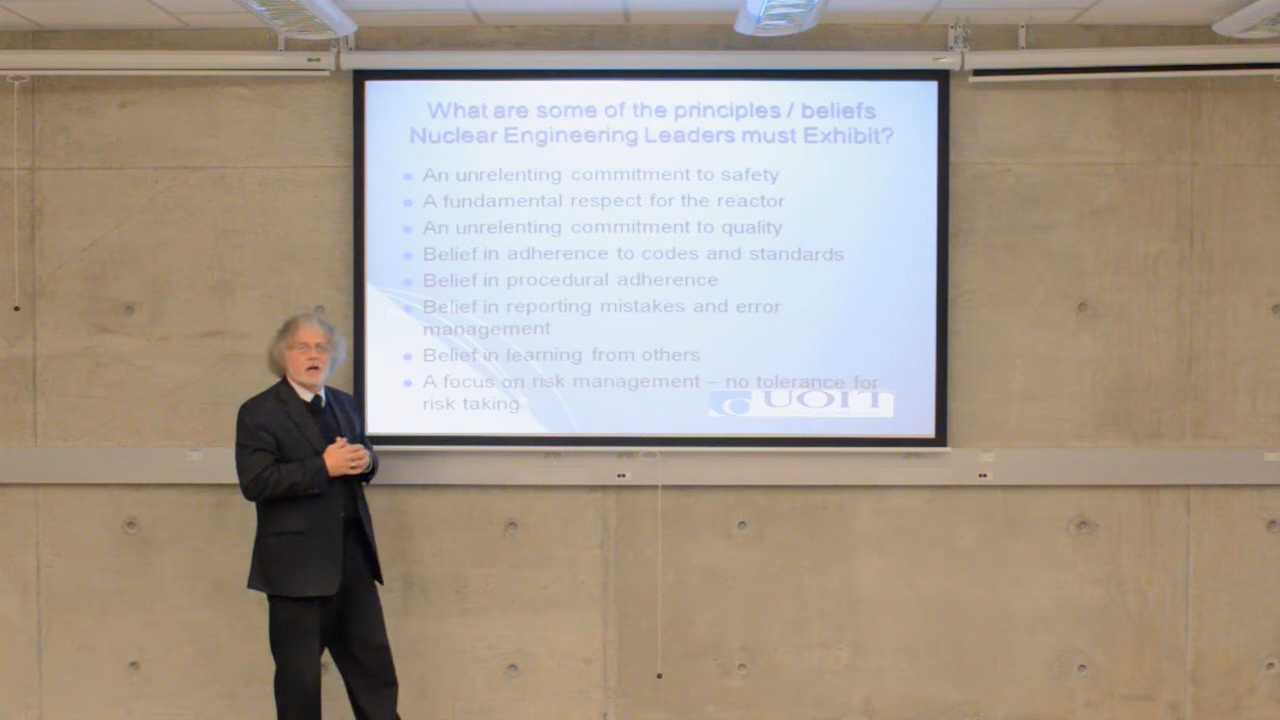 What are some of the principles / beliefs
Nuclear Engineering Leaders must Exhibit?
An unrelenting commitment to safety
A fundamental respect for the reactor
An unrelenting commitment to quality
Belief in adherence to codes and standards
Belief in procedural adherence
Belief in reporting mistakes and error
management
Belief in learning from others
A focus on risk management – no tolerance for
risk taking
UOIT